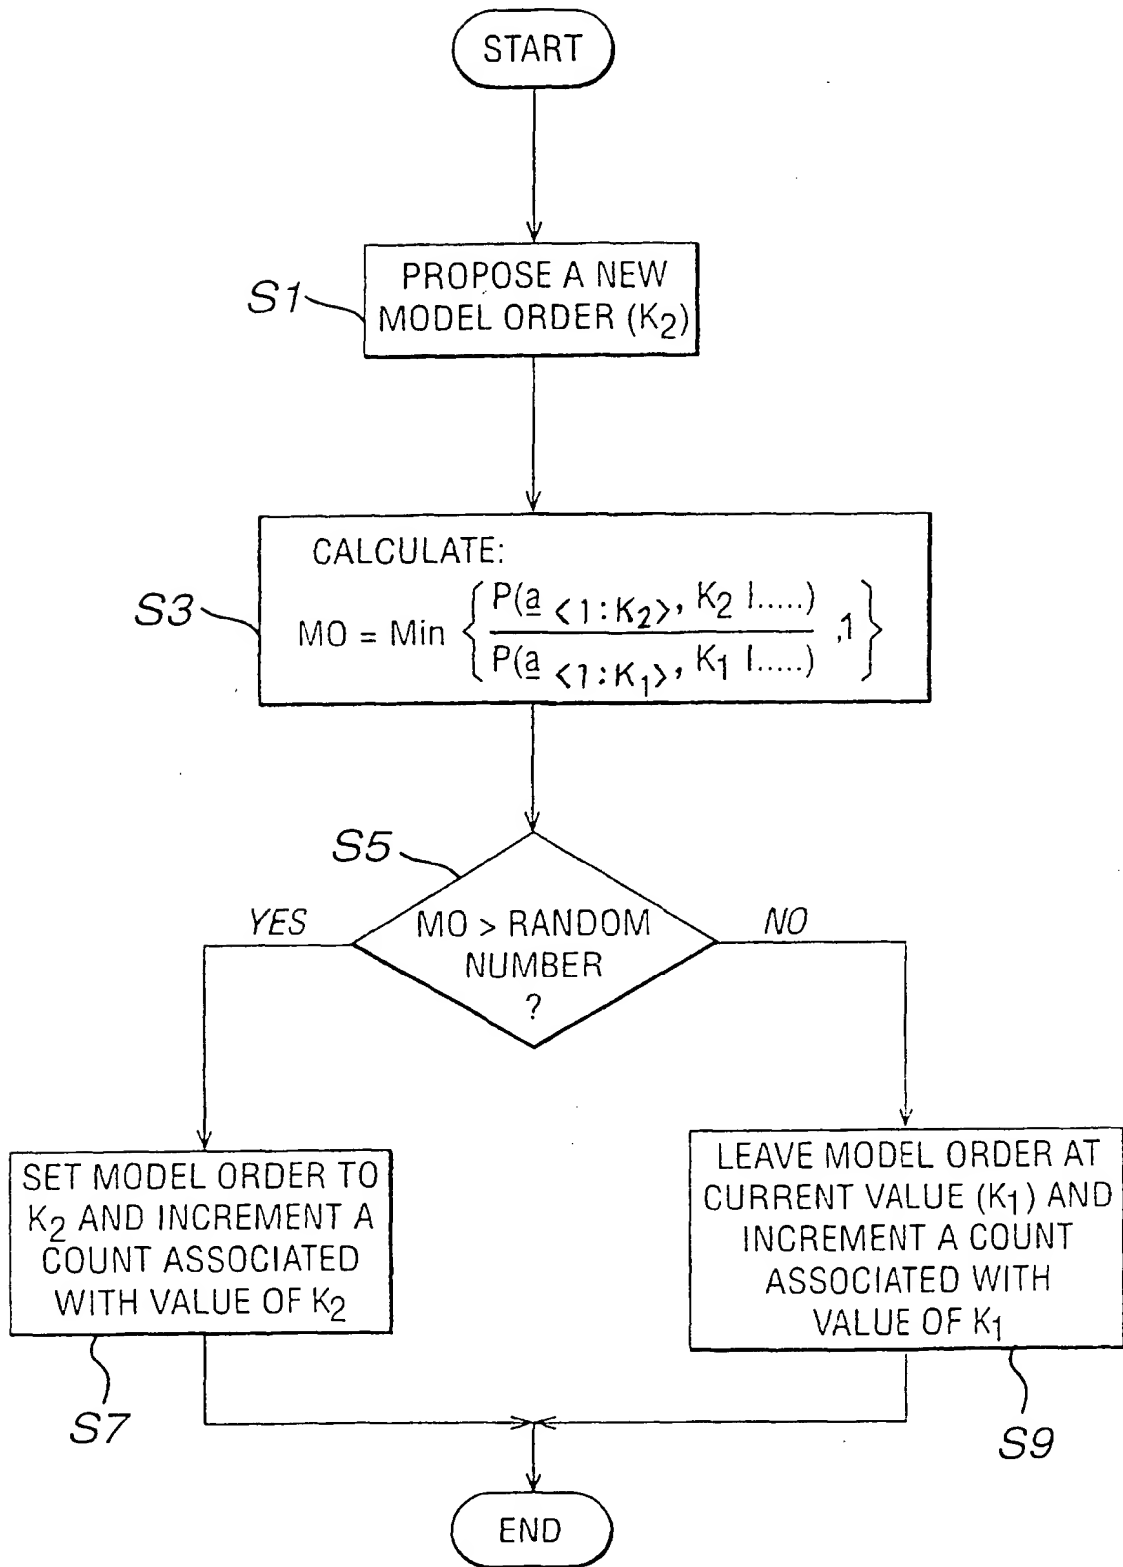 START
S1
PROPOSE A NEW
MODEL ORDER (K2)
S3
CALCULATE:
MO = Min { P(a <1:K2>, K2 I.....) / P(a <1:K1>, K1 I.....) ,1 }
S5
YES
MO > RANDOM
NUMBER
?
NO
SET MODEL ORDER TO
K2 AND INCREMENT A
COUNT ASSOCIATED
WITH VALUE OF K2
LEAVE MODEL ORDER AT
CURRENT VALUE (K1) AND
INCREMENT A COUNT
ASSOCIATED WITH
VALUE OF K1
S7
S9
END